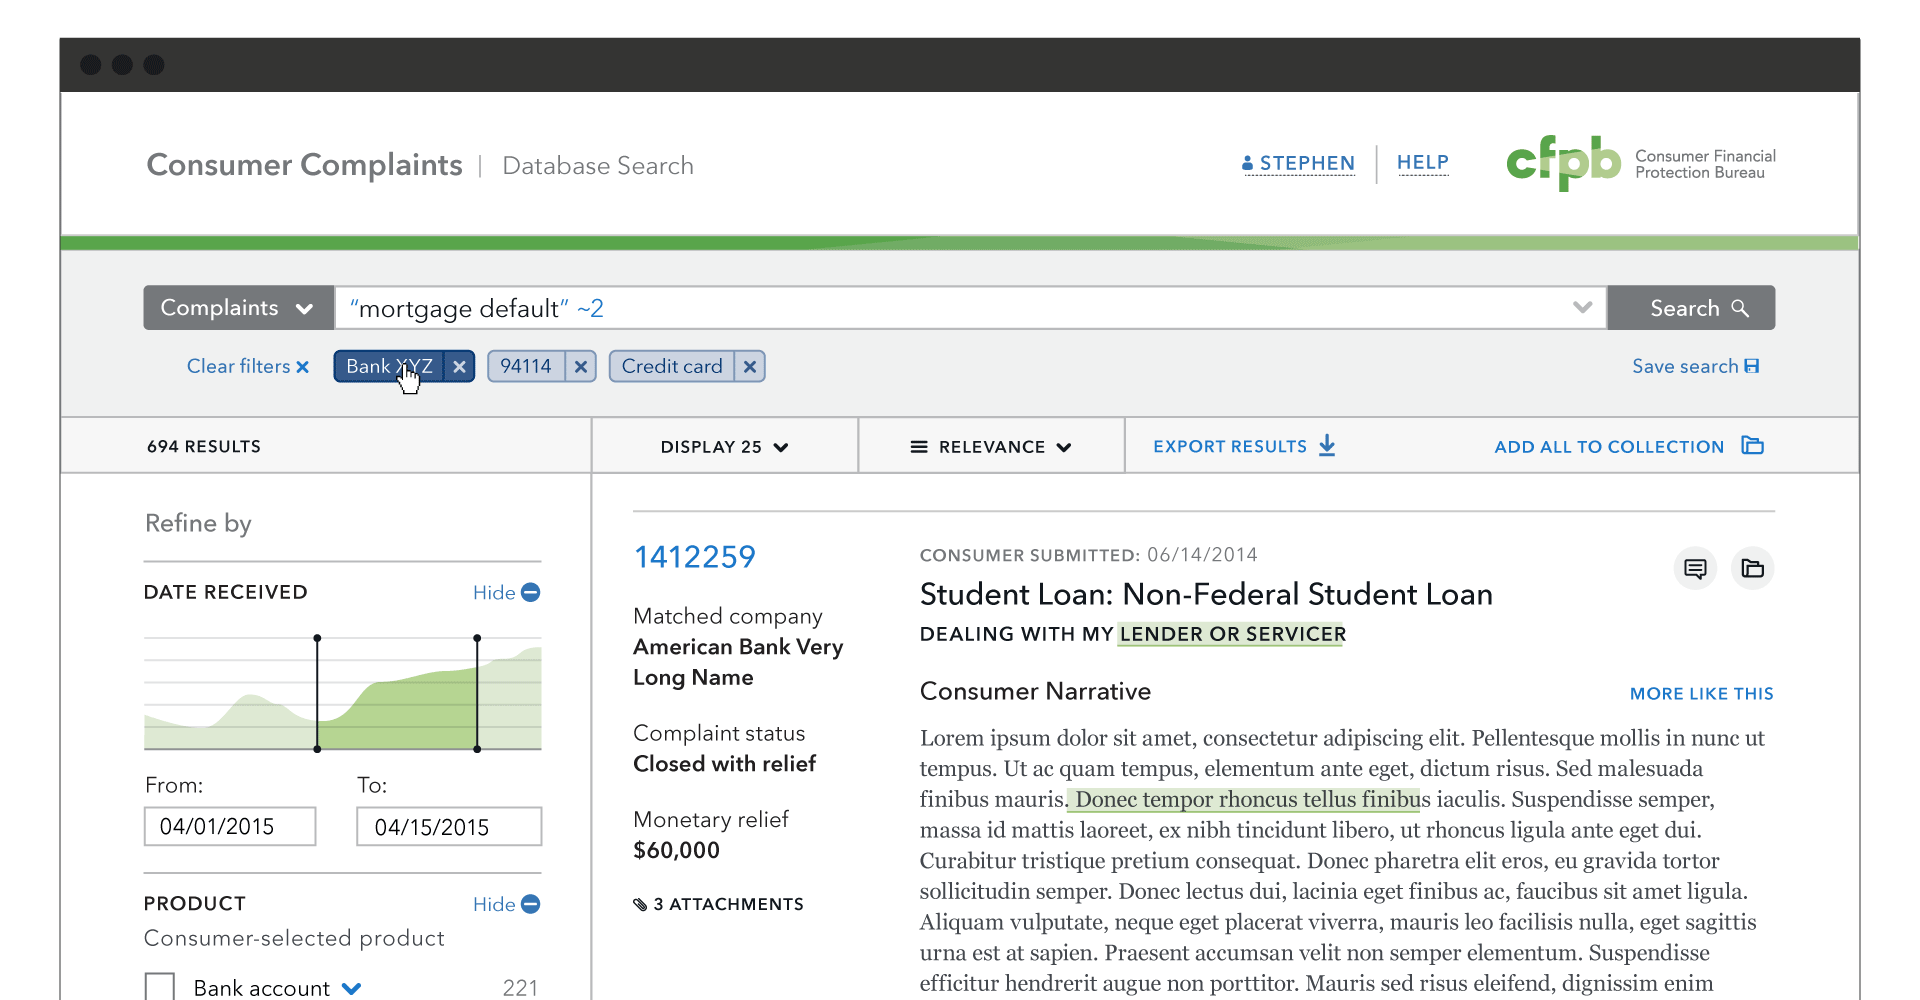 Consumer Complaints | Database Search
STEPHEN
HELP
cfpb
Consumer Financial
Protection Bureau
Complaints
“mortgage default” ~2
Search
Clear filters
Bank XYZ
94114
Credit card
Save search
694 RESULTS
DISPLAY 25
RELEVANCE
EXPORT RESULTS
ADD ALL TO COLLECTION
Refine by
DATE RECEIVED
Hide
From:
To:
04/01/2015
04/15/2015
PRODUCT
Hide
Consumer-selected product
Bank account
221
1412259
Matched company
American Bank Very
Long Name
Complaint status
Closed with relief
Monetary relief
$60,000
3 ATTACHMENTS
CONSUMER SUBMITTED: 06/14/2014
Student Loan: Non-Federal Student Loan
DEALING WITH MY LENDER OR SERVICER
Consumer Narrative
MORE LIKE THIS
Lorem ipsum dolor sit amet, consectetur adipiscing elit. Pellentesque mollis in nunc ut
tempus. Ut ac quam tempus, elementum ante eget, dictum risus. Sed malesuada
finibus mauris. Donec tempor rhoncus tellus finibus iaculis. Suspendisse semper,
massa id mattis laoreet, ex nibh tincidunt libero, ut rhoncus ligula ante eget dui.
Curabitur tristique pretium consequat. Donec pharetra elit eros, eu gravida tortor
sollicitudin semper. Donec lectus dui, lacinia eget finibus ac, faucibus sit amet ligula.
Aliquam vulputate, neque eget placerat viverra, mauris leo facilisis nulla, eget sagittis
urna est at sapien. Praesent accumsan velit non semper elementum. Suspendisse
efficitur hendrerit augue non porttitor. Mauris sed risus eleifend, dignissim enim